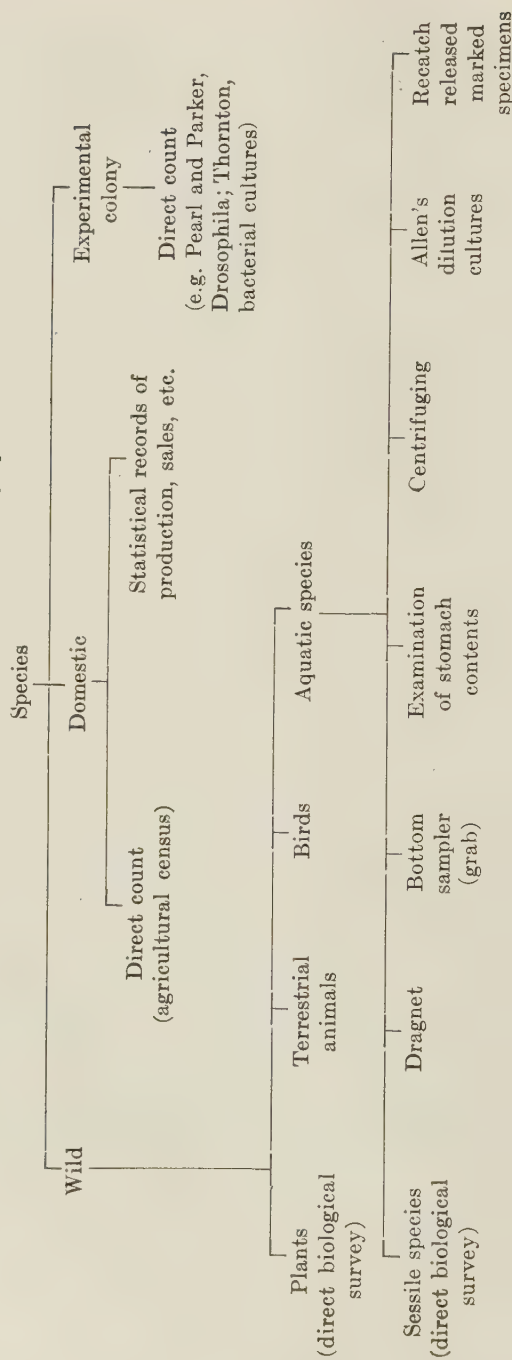 Species
Wild
Domestic
Experimental
colony
Direct count
(agricultural census)
Statistical records of
production, sales, etc.
Direct count
(e.g. Pearl and Parker,
Drosophila; Thornton,
bacterial cultures)
Plants
(direct biological
survey)
Terrestrial
animals
Birds
Aquatic species
Sessile species
(direct biological
survey)
Dragnet
Bottom
sampler
(grab)
Examination
of stomach
contents
Centrifuging
Allen's
dilution
cultures
Recatch
released
marked
specimens